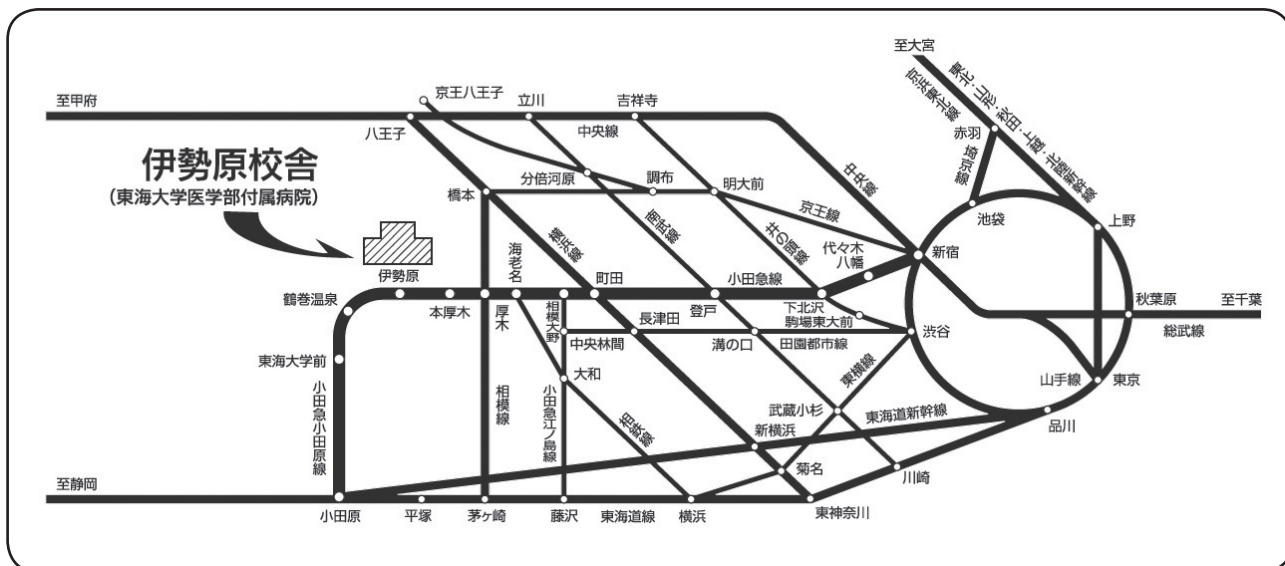 至大宮
東北・山形・秋田・上越・北陸新幹線
京浜東北線
至甲府
京王八王子
立川
吉祥寺
八王子
中央線
赤羽
埼京線
伊勢原校舎
(東海大学医学部付属病院)
橋本
分倍河原
調布
明大前
中央線
京王線
池袋
上野
横浜線
南武線
井の頭線
代々木
八幡
新宿
伊勢原
海老名
町田
小田急線
鶴巻温泉
本厚木
厚木
相模大野
登戸
下北沢
秋葉原
至千葉
総武線
長津田
駒場東大前
渋谷
中央林間
溝の口
田園都市線
東海大学前
大和
東横線
山手線
東京
小田急小田原線
相模線
小田急江ノ島線
相鉄線
武蔵小杉
東海道新幹線
品川
新横浜
菊名
川崎
至静岡
小田原
平塚
茅ヶ崎
藤沢
東海道線
横浜
東神奈川